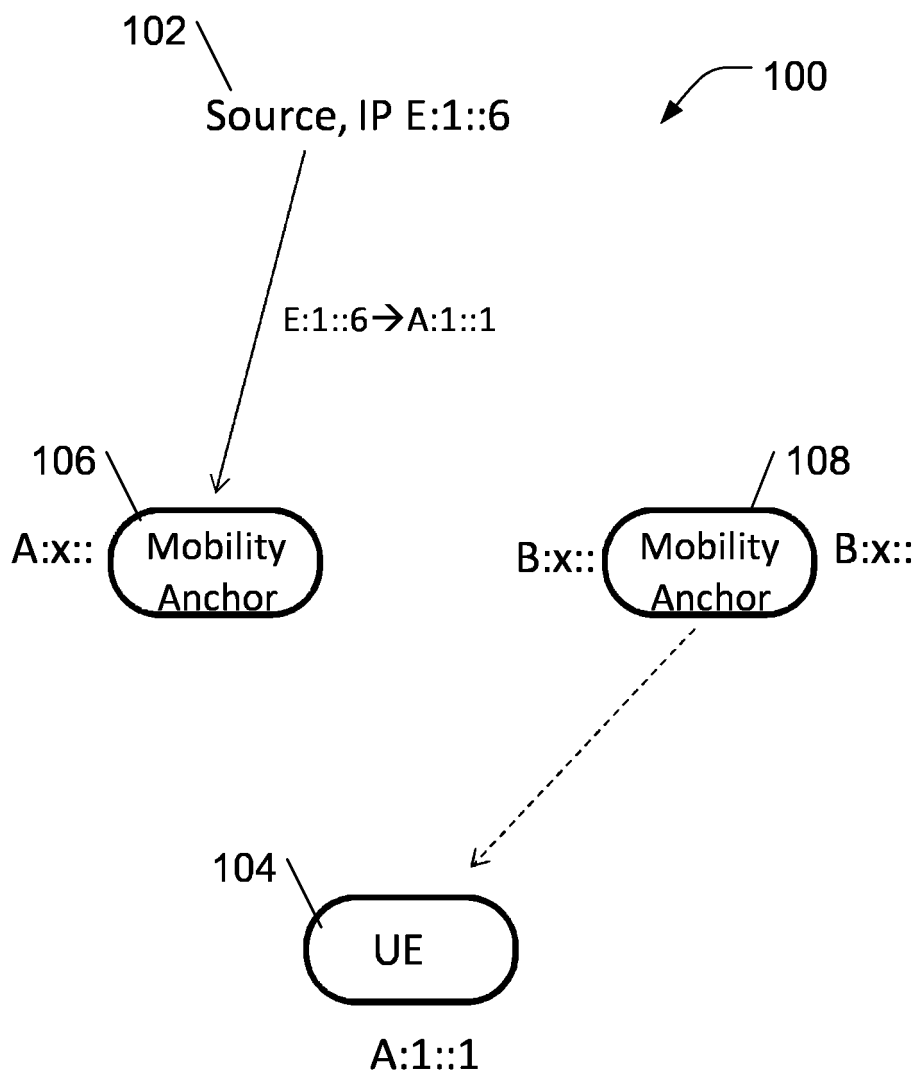 102
100
Source, IP E:1::6
E:1::6→A:1::1
106
108
A:x::
Mobility
Anchor
B:x::
Mobility
Anchor
B:x::
104
UE
A:1::1